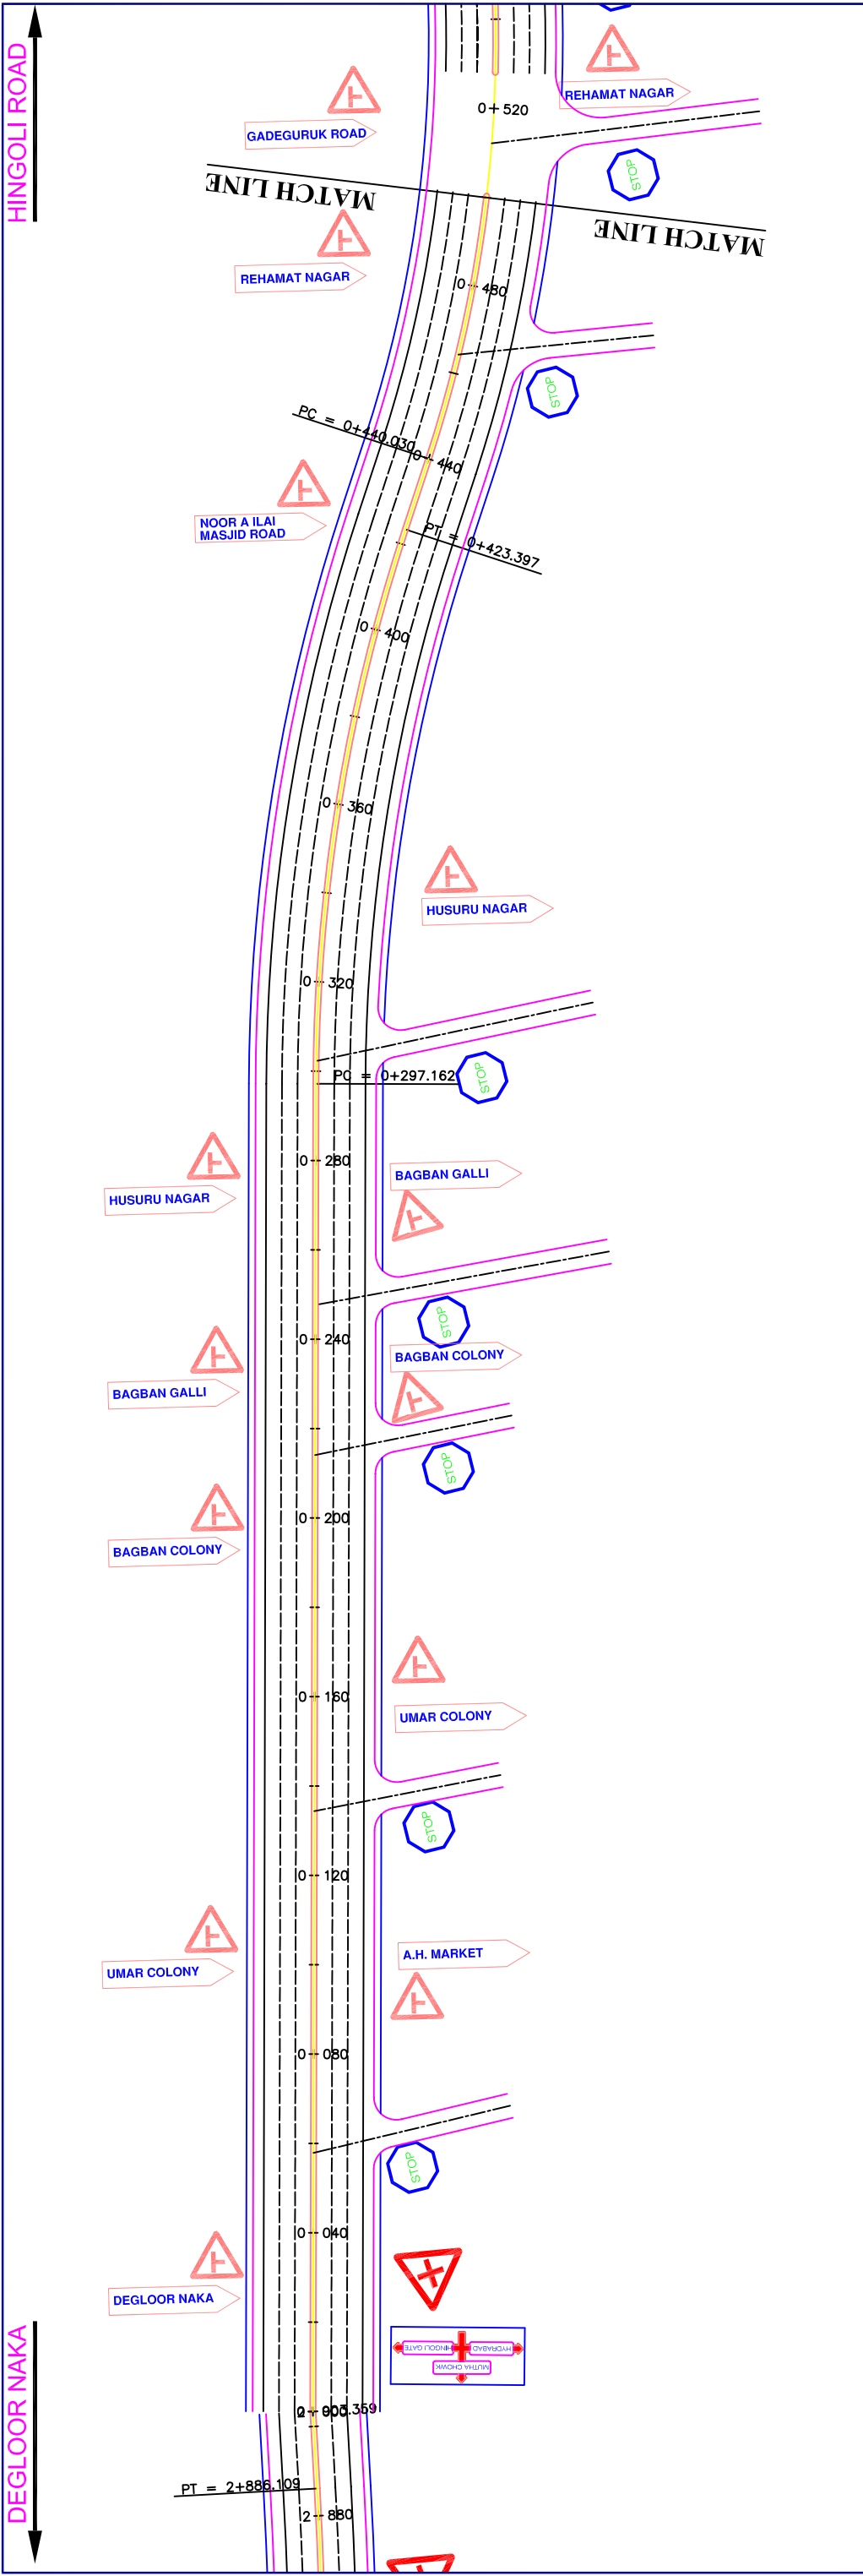 HINGOLI ROAD
REHAMAT NAGAR
0+520
GADEGURUK ROAD
STOP
MATCH LINE
MATCH LINE
REHAMAT NAGAR
0 480
STOP
PC = 0+440.030
0 440
NOOR A ILAI
MASJID ROAD
PT = 0+423.397
0 400
0 360
HUSURU NAGAR
0 320
STOP
PC = 0+297.162
0 280
BAGBAN GALLI
HUSURU NAGAR
STOP
0 240
BAGBAN COLONY
BAGBAN GALLI
STOP
0 200
BAGBAN COLONY
0 160
UMAR COLONY
STOP
0 120
A.H. MARKET
UMAR COLONY
0 080
STOP
0 040
DEGLOOR NAKA
HINGOLI GATE
HYDRABAD
MUTHA CHOWK
DEGLOOR NAKA
PT = 2+886.109
2 880